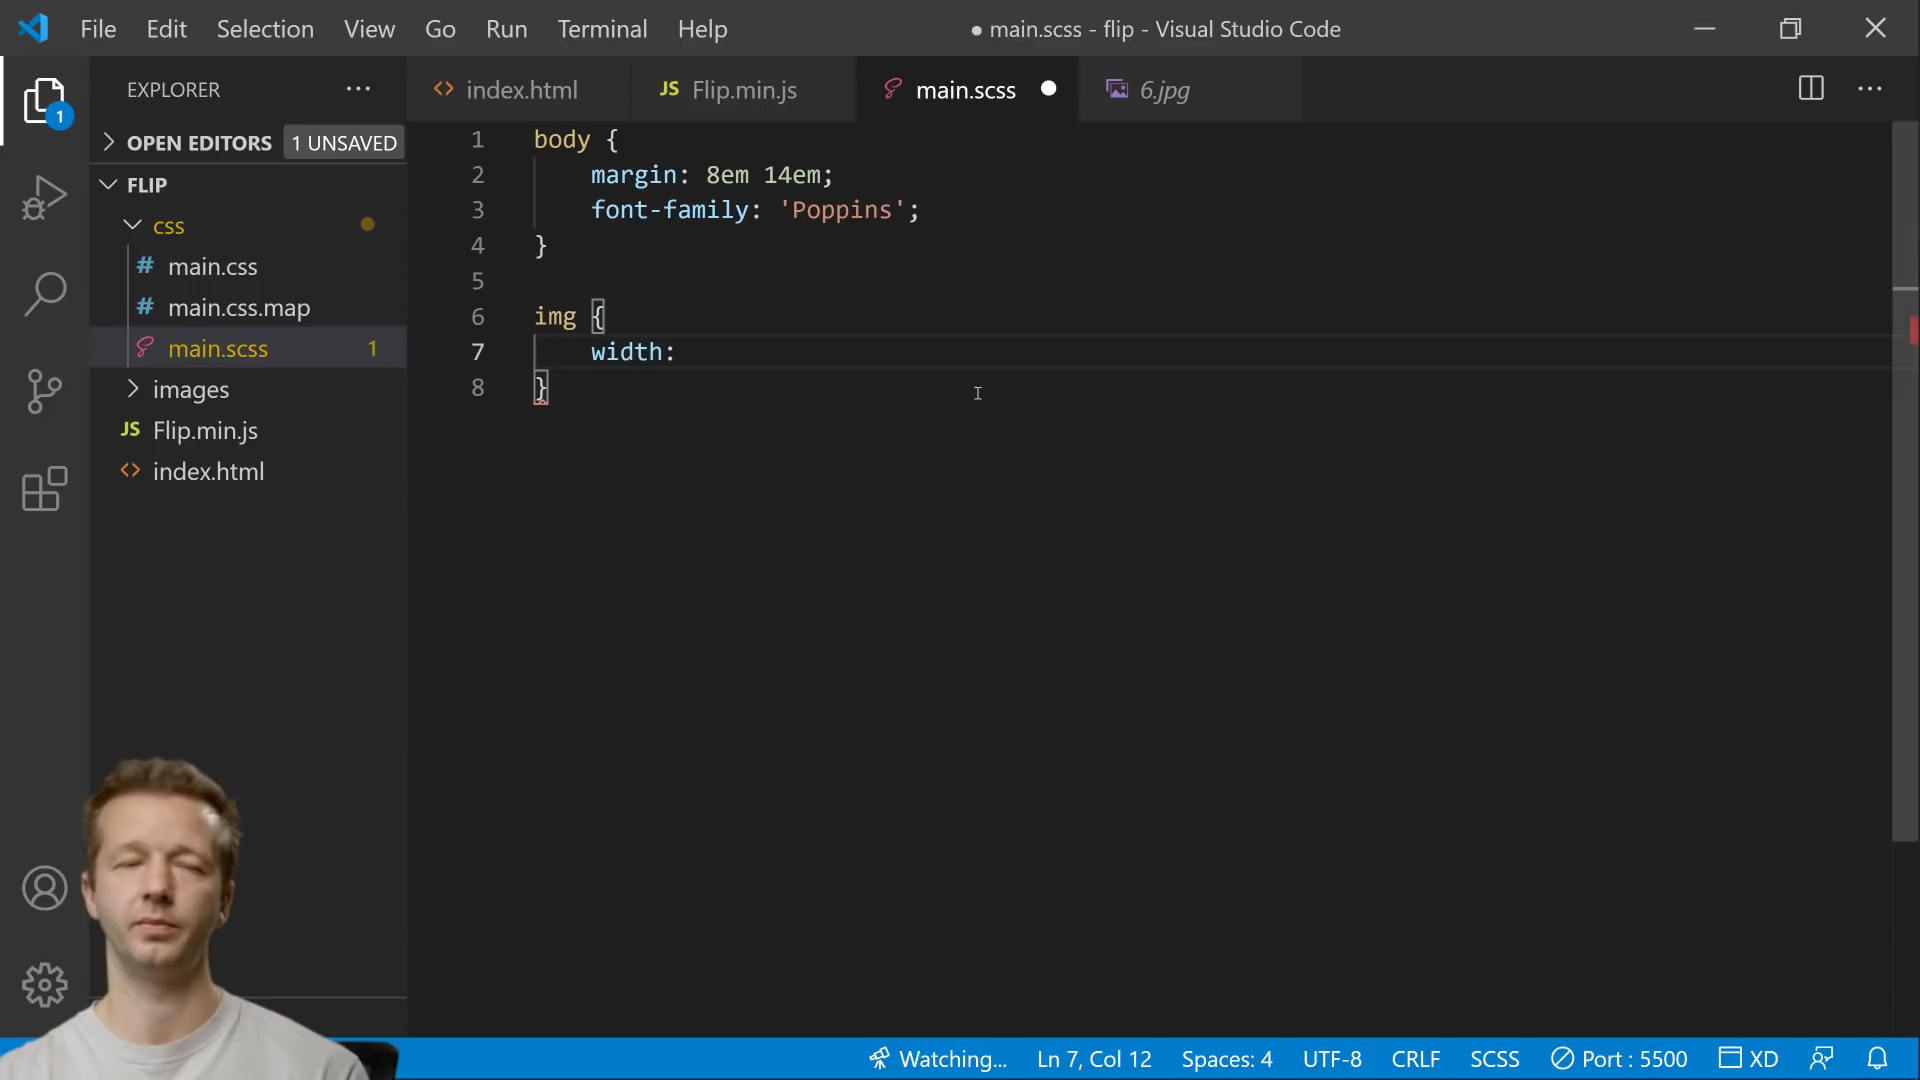 File Edit Selection View Go Run Terminal Help
● main.scss - flip - Visual Studio Code
EXPLORER
index.html
JS Flip.min.js
main.scss
6.jpg
1
OPEN EDITORS 1 UNSAVED
FLIP
css
# main.css
# main.css.map
main.scss 1
images
JS Flip.min.js
index.html
1 body {
2 margin: 8em 14em;
3 font-family: 'Poppins';
4 }
5
6 img {
7 width:
8 }
Watching... Ln 7, Col 12 Spaces: 4 UTF-8 CRLF SCSS Port : 5500 XD